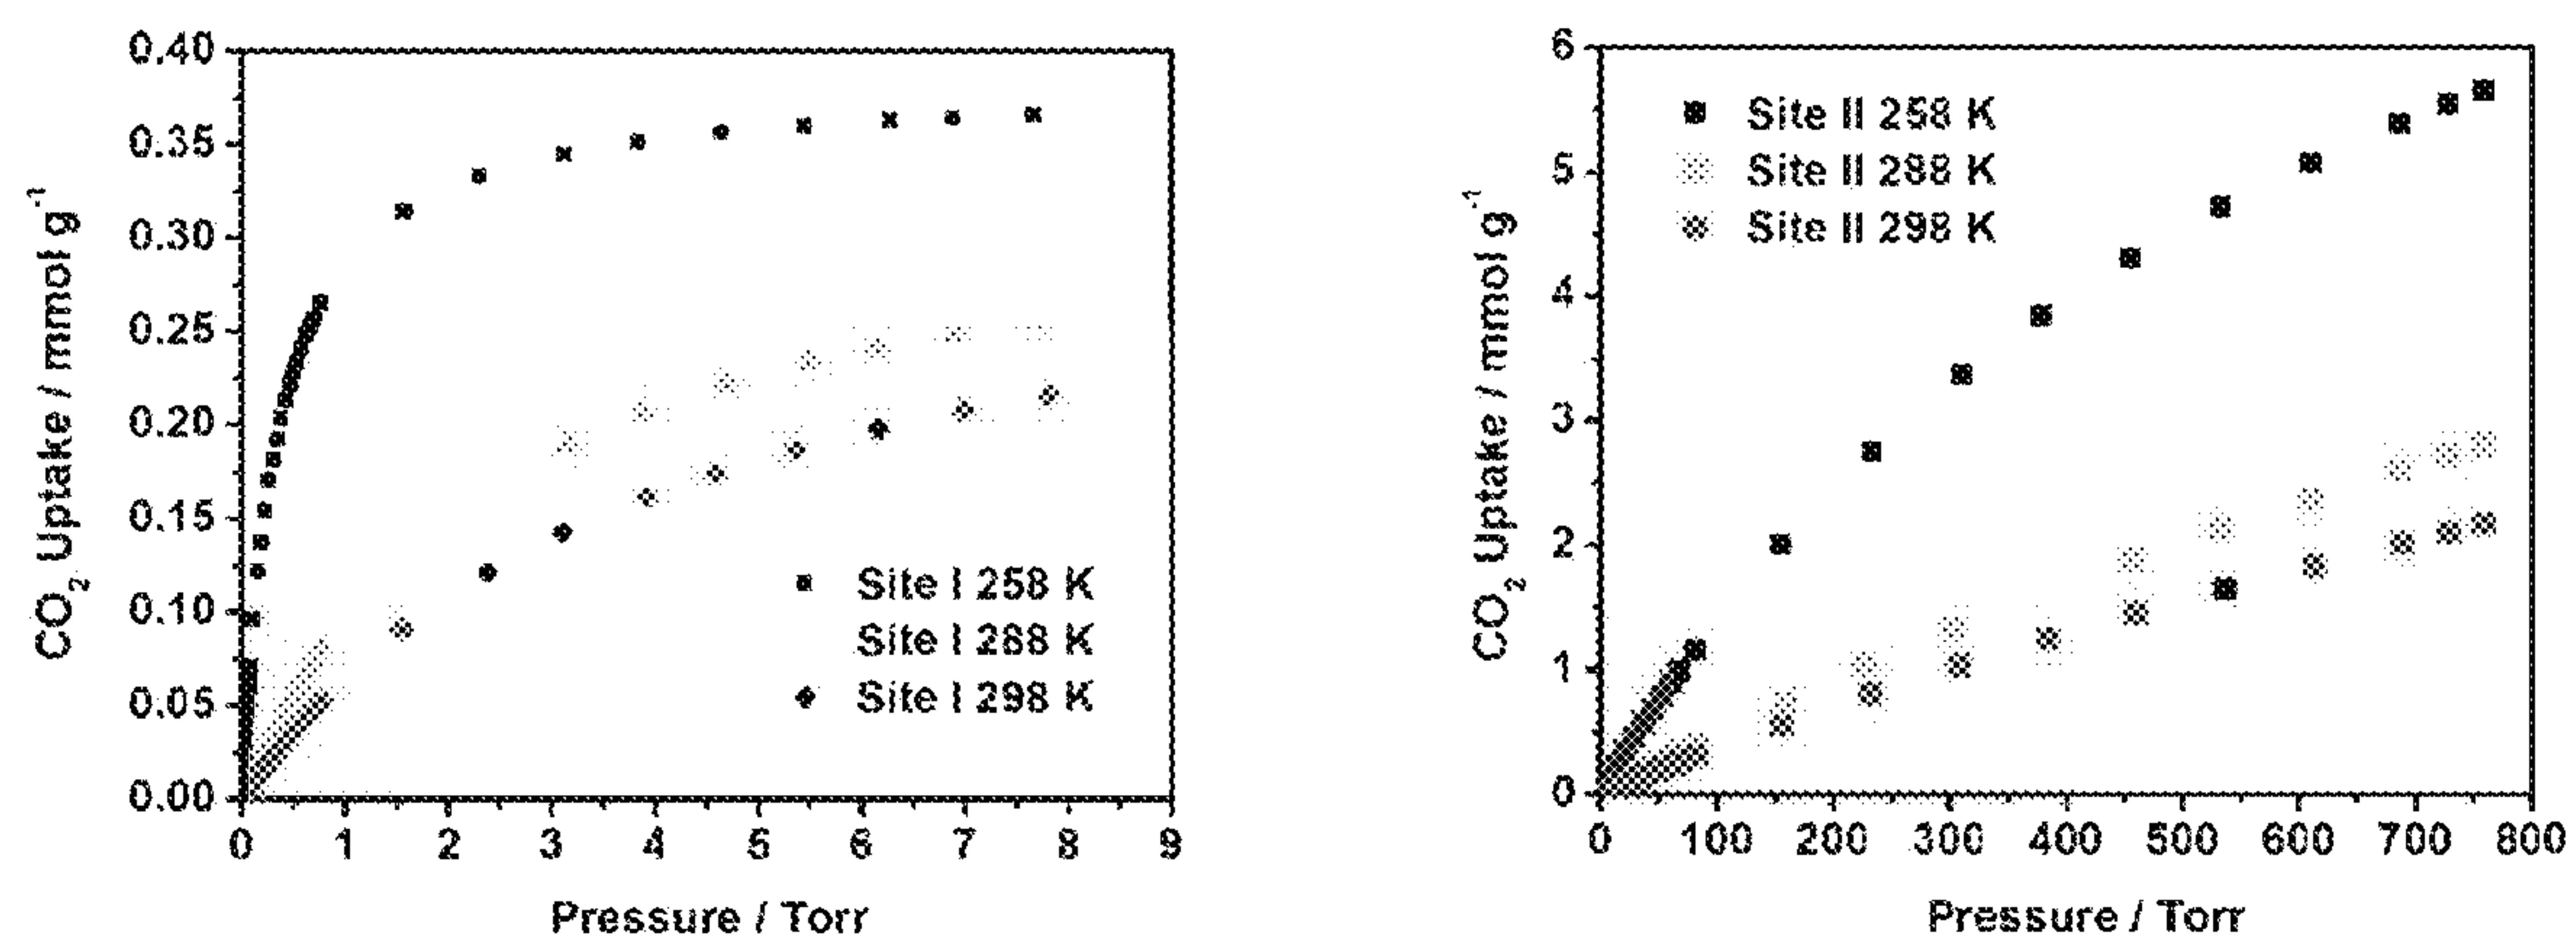 0.40
0.35
0.30
0.25
0.20
0.15
0.10
0.05
0.00
0 1 2 3 4 5 6 7 8 9
CO2 Uptake / mmol g-1
Pressure / Torr
Site I 258 K
Site I 288 K
Site I 298 K
6
5
4
3
2
1
0
0 100 200 300 400 500 600 700 800
CO2 Uptake / mmol g-1
Pressure / Torr
Site II 258 K
Site II 288 K
Site II 298 K